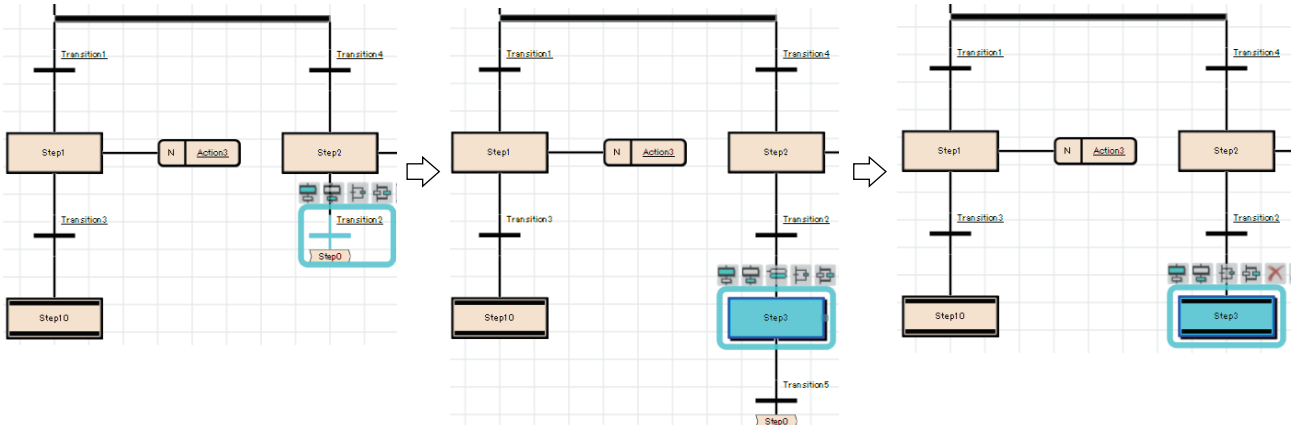 Transition1
Transition4
Step1
N
Action3
Step2
Transition3
Transition2
Step0
Step10
Transition1
Transition4
Step1
N
Action3
Step2
Transition3
Transition2
Step10
Step3
Transition5
Step0
Transition1
Transition4
Step1
N
Action3
Step2
Transition3
Transition2
Step10
Step3